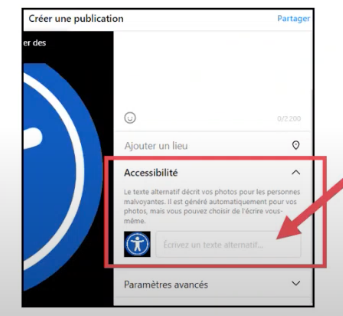 Créer une publication
Partager
er des
0/2200
Ajouter un lieu
Accessibilité
Le texte alternatif décrit vos photos pour les personnes
malvoyantes. Il est généré automatiquement pour vos
photos, mais vous pouvez choisir de l'écrire vous-
même.
Écrivez un texte alternatif...
Paramètres avancés